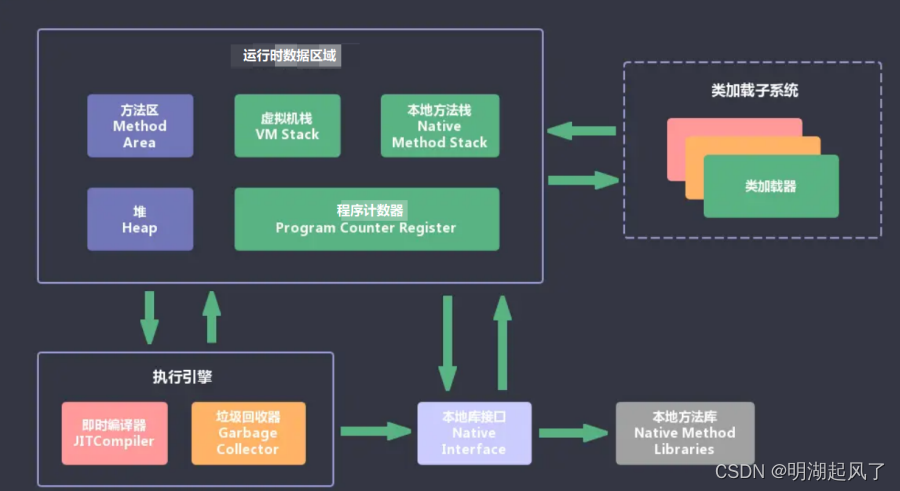 运行时数据区域
方法区
Method
Area
虚拟机栈
VM Stack
本地方法栈
Native
Method Stack
堆
Heap
程序计数器
Program Counter Register
类加载子系统
类加载器
执行引擎
即时编译器
JITCompiler
垃圾回收器
Garbage
Collector
本地库接口
Native
Interface
本地方法库
Native Method
Libraries
CSDN @明湖起风了